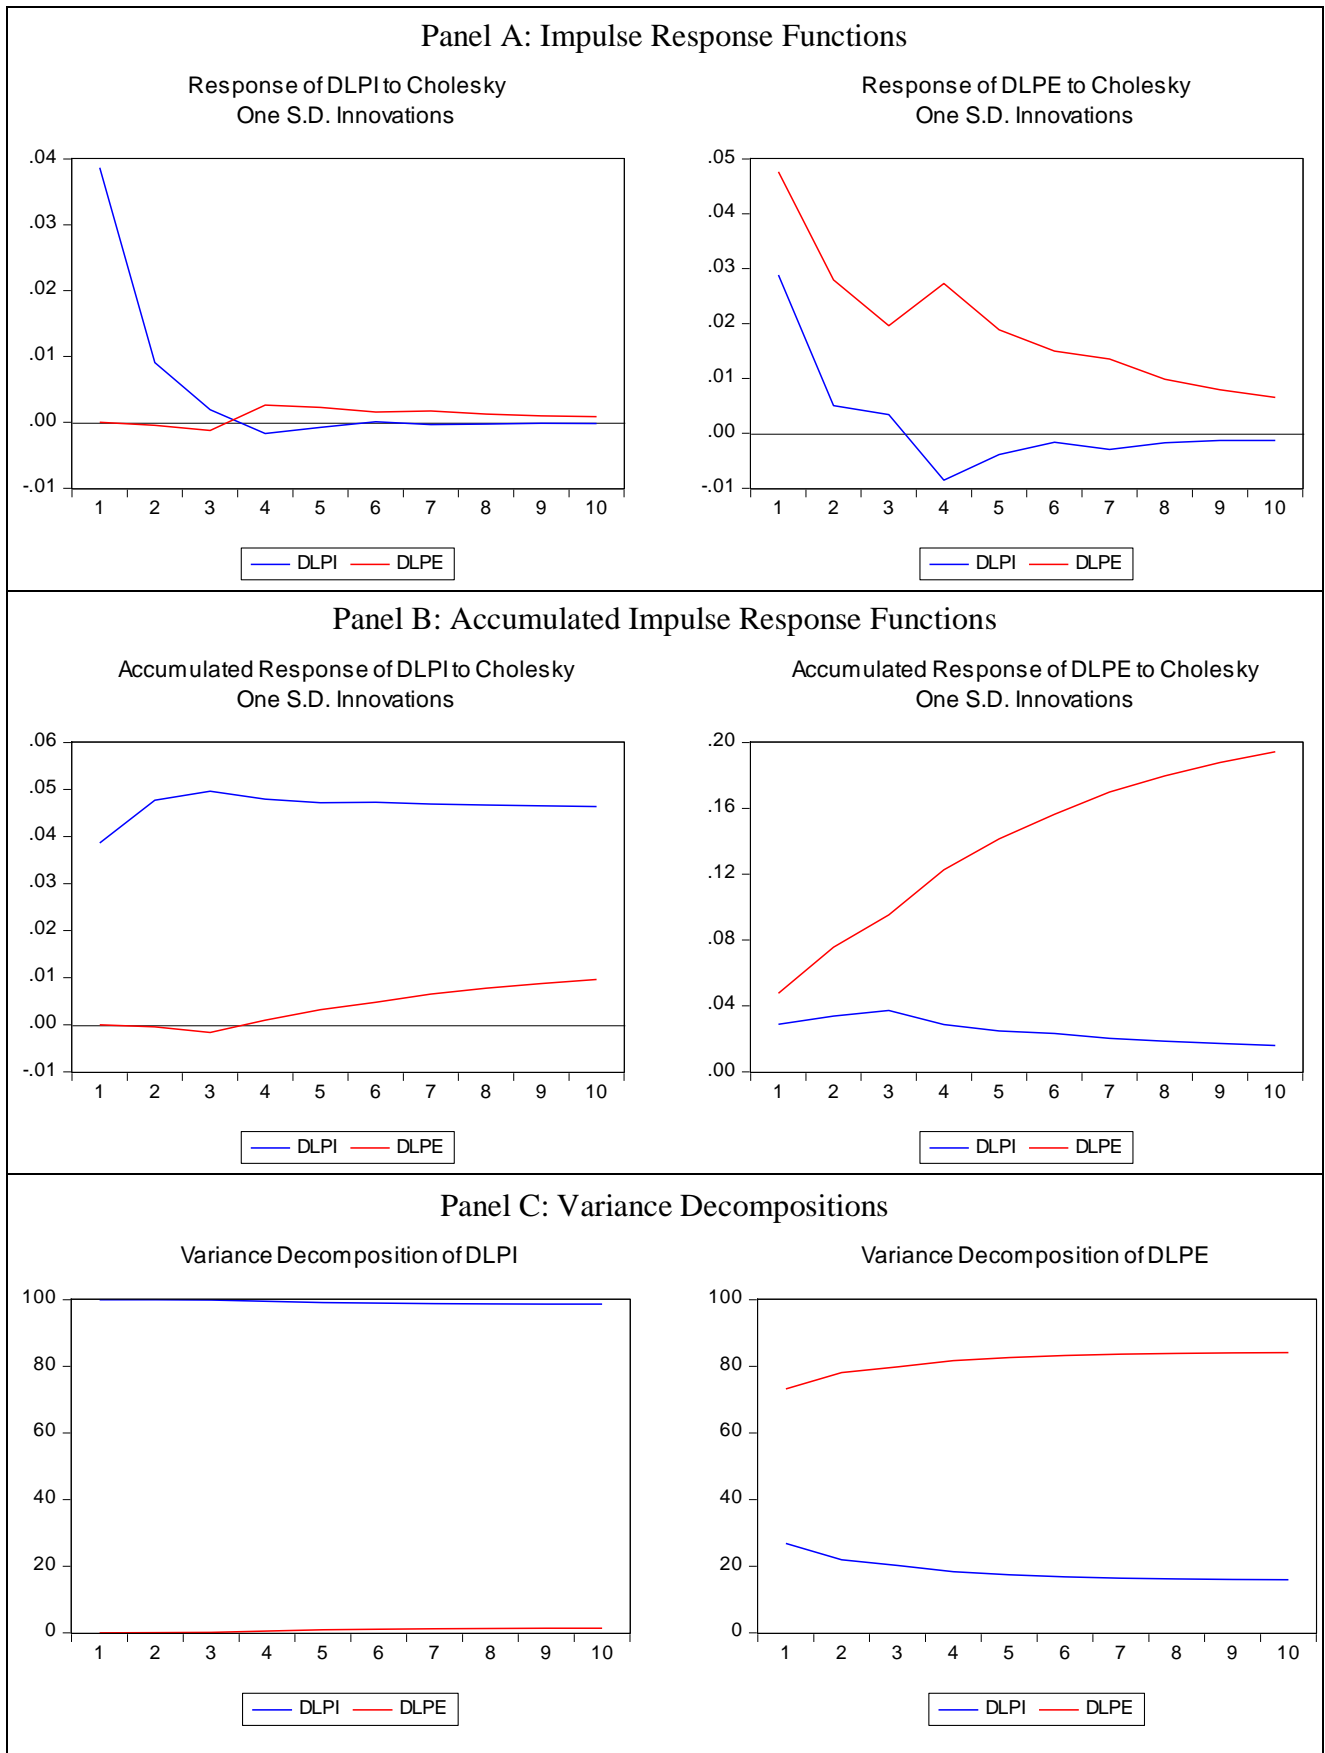 Panel A: Impulse Response Functions
Response of DLPI to Cholesky
One S.D. Innovations
.04
.03
.02
.01
.00
-.01
1 2 3 4 5 6 7 8 9 10
DLPI DLPE
Response of DLPE to Cholesky
One S.D. Innovations
.05
.04
.03
.02
.01
.00
-.01
1 2 3 4 5 6 7 8 9 10
DLPI DLPE
Panel B: Accumulated Impulse Response Functions
Accumulated Response of DLPI to Cholesky
One S.D. Innovations
.06
.05
.04
.03
.02
.01
.00
-.01
1 2 3 4 5 6 7 8 9 10
DLPI DLPE
Accumulated Response of DLPE to Cholesky
One S.D. Innovations
.20
.16
.12
.08
.04
.00
1 2 3 4 5 6 7 8 9 10
DLPI DLPE
Panel C: Variance Decompositions
Variance Decomposition of DLPI
100
80
60
40
20
0
1 2 3 4 5 6 7 8 9 10
DLPI DLPE
Variance Decomposition of DLPE
100
80
60
40
20
0
1 2 3 4 5 6 7 8 9 10
DLPI DLPE